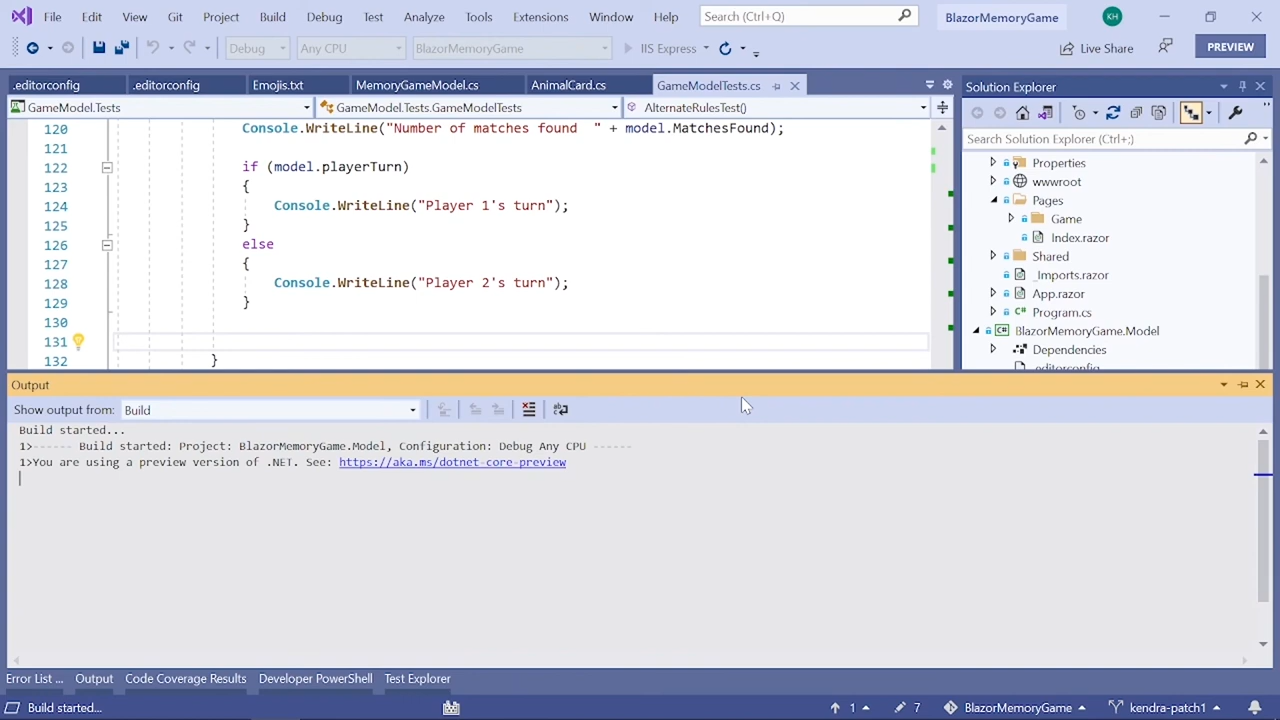 File Edit View Git Project Build Debug Test Analyze Tools Extensions Window Help Search (Ctrl+Q) BlazorMemoryGame KH
Debug Any CPU BlazorMemoryGame IIS Express Live Share PREVIEW
.editorconfig .editorconfig Emojis.txt MemoryGameModel.cs AnimalCard.cs GameModelTests.cs
GameModel.Tests GameModel.Tests.GameModelTests AlternateRulesTest()
120 Console.WriteLine("Number of matches found  " + model.MatchesFound);
121
122 if (model.playerTurn)
123 {
124 Console.WriteLine("Player 1's turn");
125 }
126 else
127 {
128 Console.WriteLine("Player 2's turn");
129 }
130
131
132 }
Solution Explorer
Search Solution Explorer (Ctrl+;)
Properties
wwwroot
Pages
Game
Index.razor
Shared
_Imports.razor
App.razor
C# Program.cs
C# BlazorMemoryGame.Model
Dependencies
.editorconfig
Output
Show output from: Build
Build started...
1>------ Build started: Project: BlazorMemoryGame.Model, Configuration: Debug Any CPU ------
1>You are using a preview version of .NET. See: https://aka.ms/dotnet-core-preview
Error List ... Output Code Coverage Results Developer PowerShell Test Explorer
Build started... 1 7 BlazorMemoryGame kendra-patch1